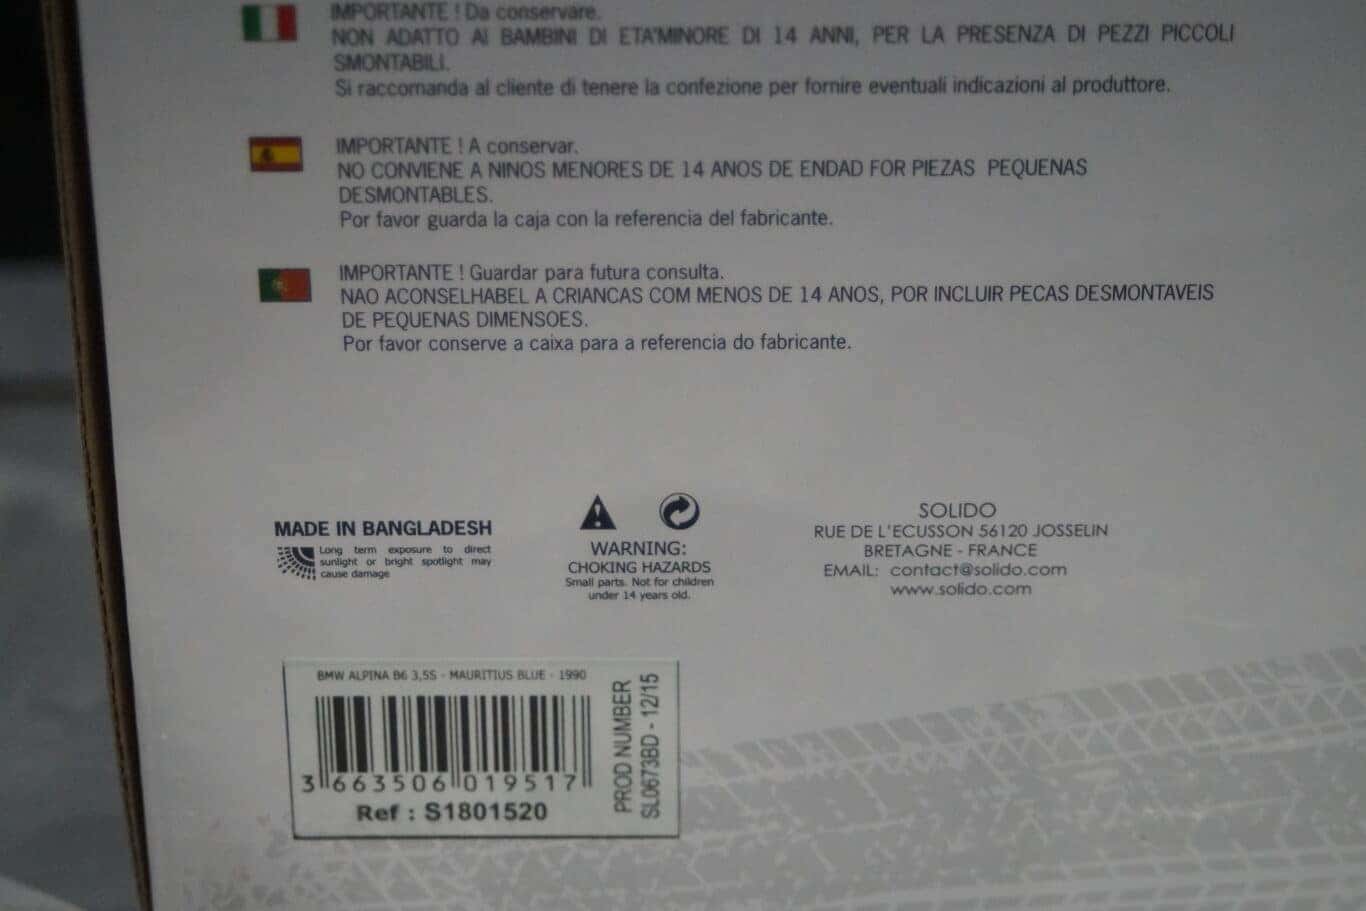 IMPORTANTE ! Da conservare.
NON ADATTO AI BAMBINI DI ETA'MINORE DI 14 ANNI, PER LA PRESENZA DI PEZZI PICCOLI
SMONTABILI.
Si raccomanda al cliente di tenere la confezione per fornire eventuali indicazioni al produttore.
IMPORTANTE ! A conservar.
NO CONVIENE A NINOS MENORES DE 14 ANOS DE ENDAD FOR PIEZAS PEQUENAS
DESMONTABLES.
Por favor guarda la caja con la referencia del fabricante.
IMPORTANTE ! Guardar para futura consulta.
NAO ACONSELHABEL A CRIANCAS COM MENOS DE 14 ANOS, POR INCLUIR PECAS DESMONTAVEIS
DE PEQUENAS DIMENSOES.
Por favor conserve a caixa para a referencia do fabricante.
MADE IN BANGLADESH
Long term exposure to direct
sunlight or bright spotlight may
cause damage
WARNING:
CHOKING HAZARDS
Small parts. Not for children
under 14 years old.
SOLIDO
RUE DE L'ECUSSON 56120 JOSSELIN
BRETAGNE - FRANCE
EMAIL: contact@solido.com
www.solido.com
BMW ALPINA B6 3,5S - MAURITIUS BLUE - 1990
3 663506 019517
Ref : S1801520
PROD NUMBER
SL0673BD - 12/15